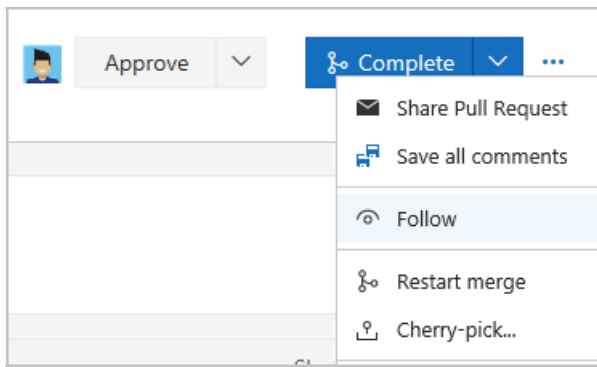 Approve
Complete
Share Pull Request
Save all comments
Follow
Restart merge
Cherry-pick...